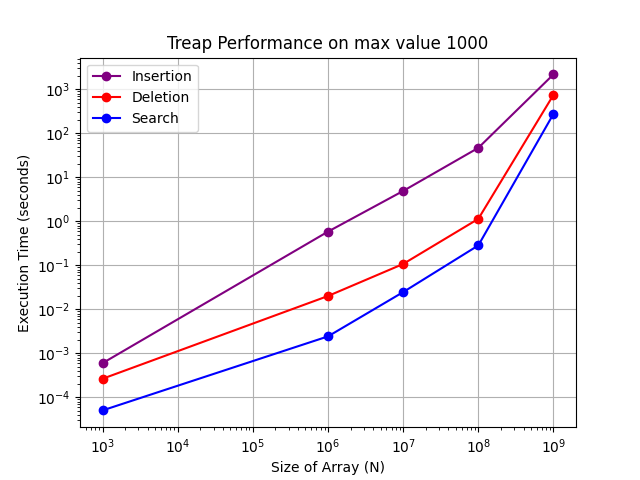 Treap Performance on max value 1000
Insertion
Deletion
Search
Execution Time (seconds)
10³
10²
10¹
10⁰
10⁻¹
10⁻²
10⁻³
10⁻⁴
10³ 10⁴ 10⁵ 10⁶ 10⁷ 10⁸ 10⁹
Size of Array (N)